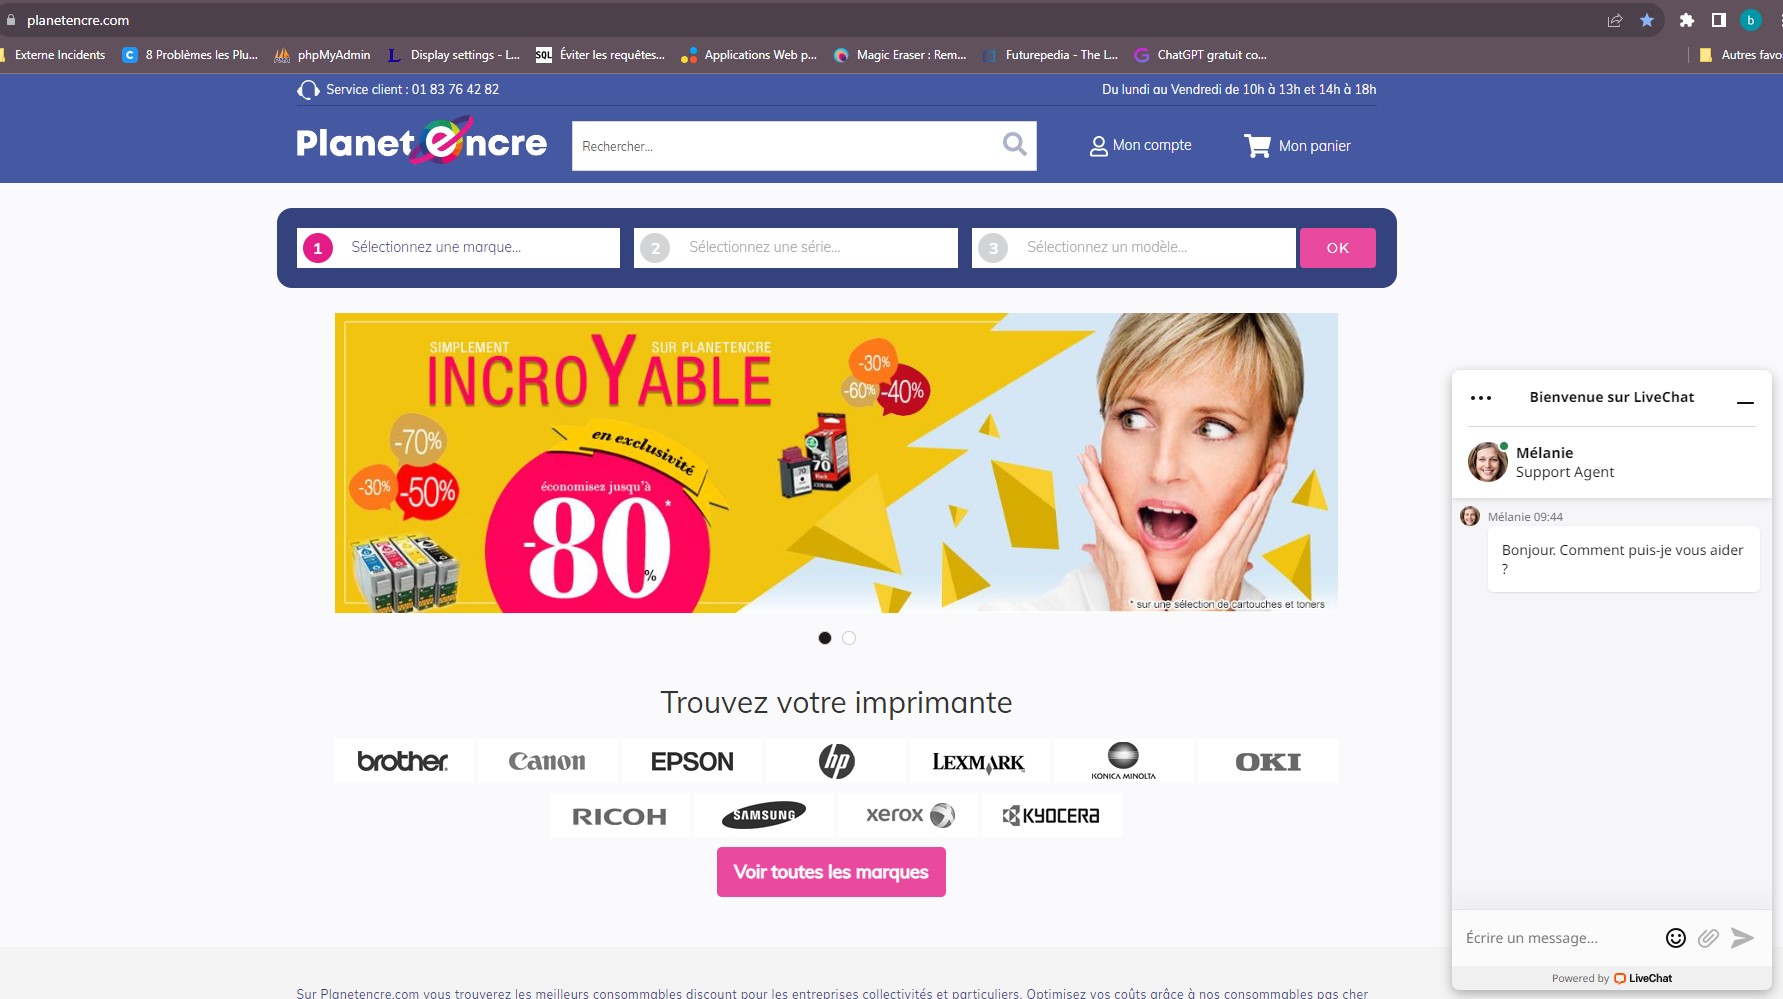 planetencre.com
b
Externe Incidents
8 Problèmes les Plu...
phpMyAdmin
Display settings - L...
SQL
Éviter les requêtes...
Applications Web p...
Magic Eraser : Rem...
Futurepedia - The L...
ChatGPT gratuit co...
Autres favo
Service client : 01 83 76 42 82
Du lundi au Vendredi de 10h à 13h et 14h à 18h
Planet encre
Rechercher...
Mon compte
Mon panier
1
Sélectionnez une marque...
2
Sélectionnez une série...
3
Sélectionnez un modèle...
OK
SIMPLEMENT
SUR PLANETENCRE
INCROYABLE
-30%
-60%
-40%
-70%
-30%
-50%
en exclusivité
économisez jusqu'à
-80%*
70
Black
70
* sur une sélection de cartouches et toners
Trouvez votre imprimante
brother
Canon
EPSON
hp
LEXMARK
KONICA MINOLTA
OKI
RICOH
SAMSUNG
xerox
KYOCERA
Voir toutes les marques
Sur Planetencre.com vous trouverez les meilleurs consommables discount pour les entreprises collectivités et particuliers. Optimisez vos coûts grâce à nos consommables pas cher
Bienvenue sur LiveChat
Mélanie
Support Agent
Mélanie 09:44
Bonjour. Comment puis-je vous aider
?
Écrire un message...
Powered by LiveChat